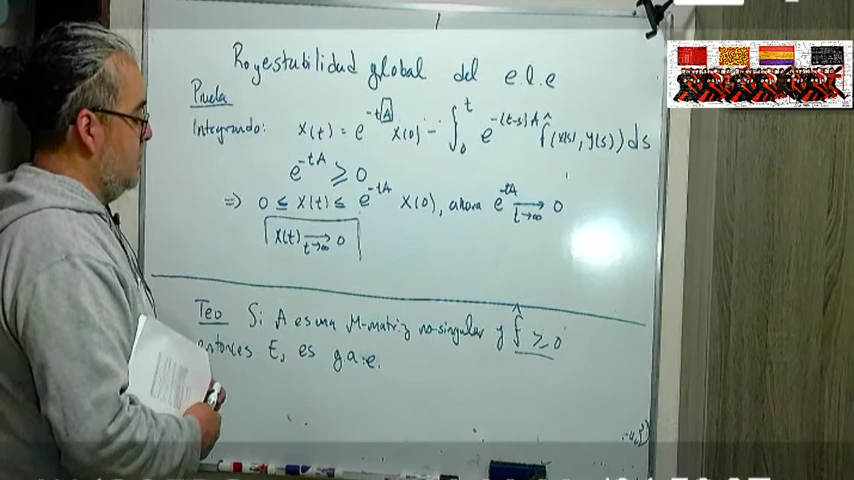 Royestabilidad global del e.l.e
Prueba
Integrando: X(t) = e^{-tA} X(0) - ∫_0^t e^{-(t-s)A} f̂(X(s), Y(s)) ds
e^{-tA} ≥ 0
⇒ 0 ≤ X(t) ≤ e^{-tA} X(0), ahora e^{-tA} →_{t→∞} 0
X(t) →_{t→∞} 0
Teo Si A es una M-matriz no-singular y f̂ ≥ 0
entonces E, es g.a.e.